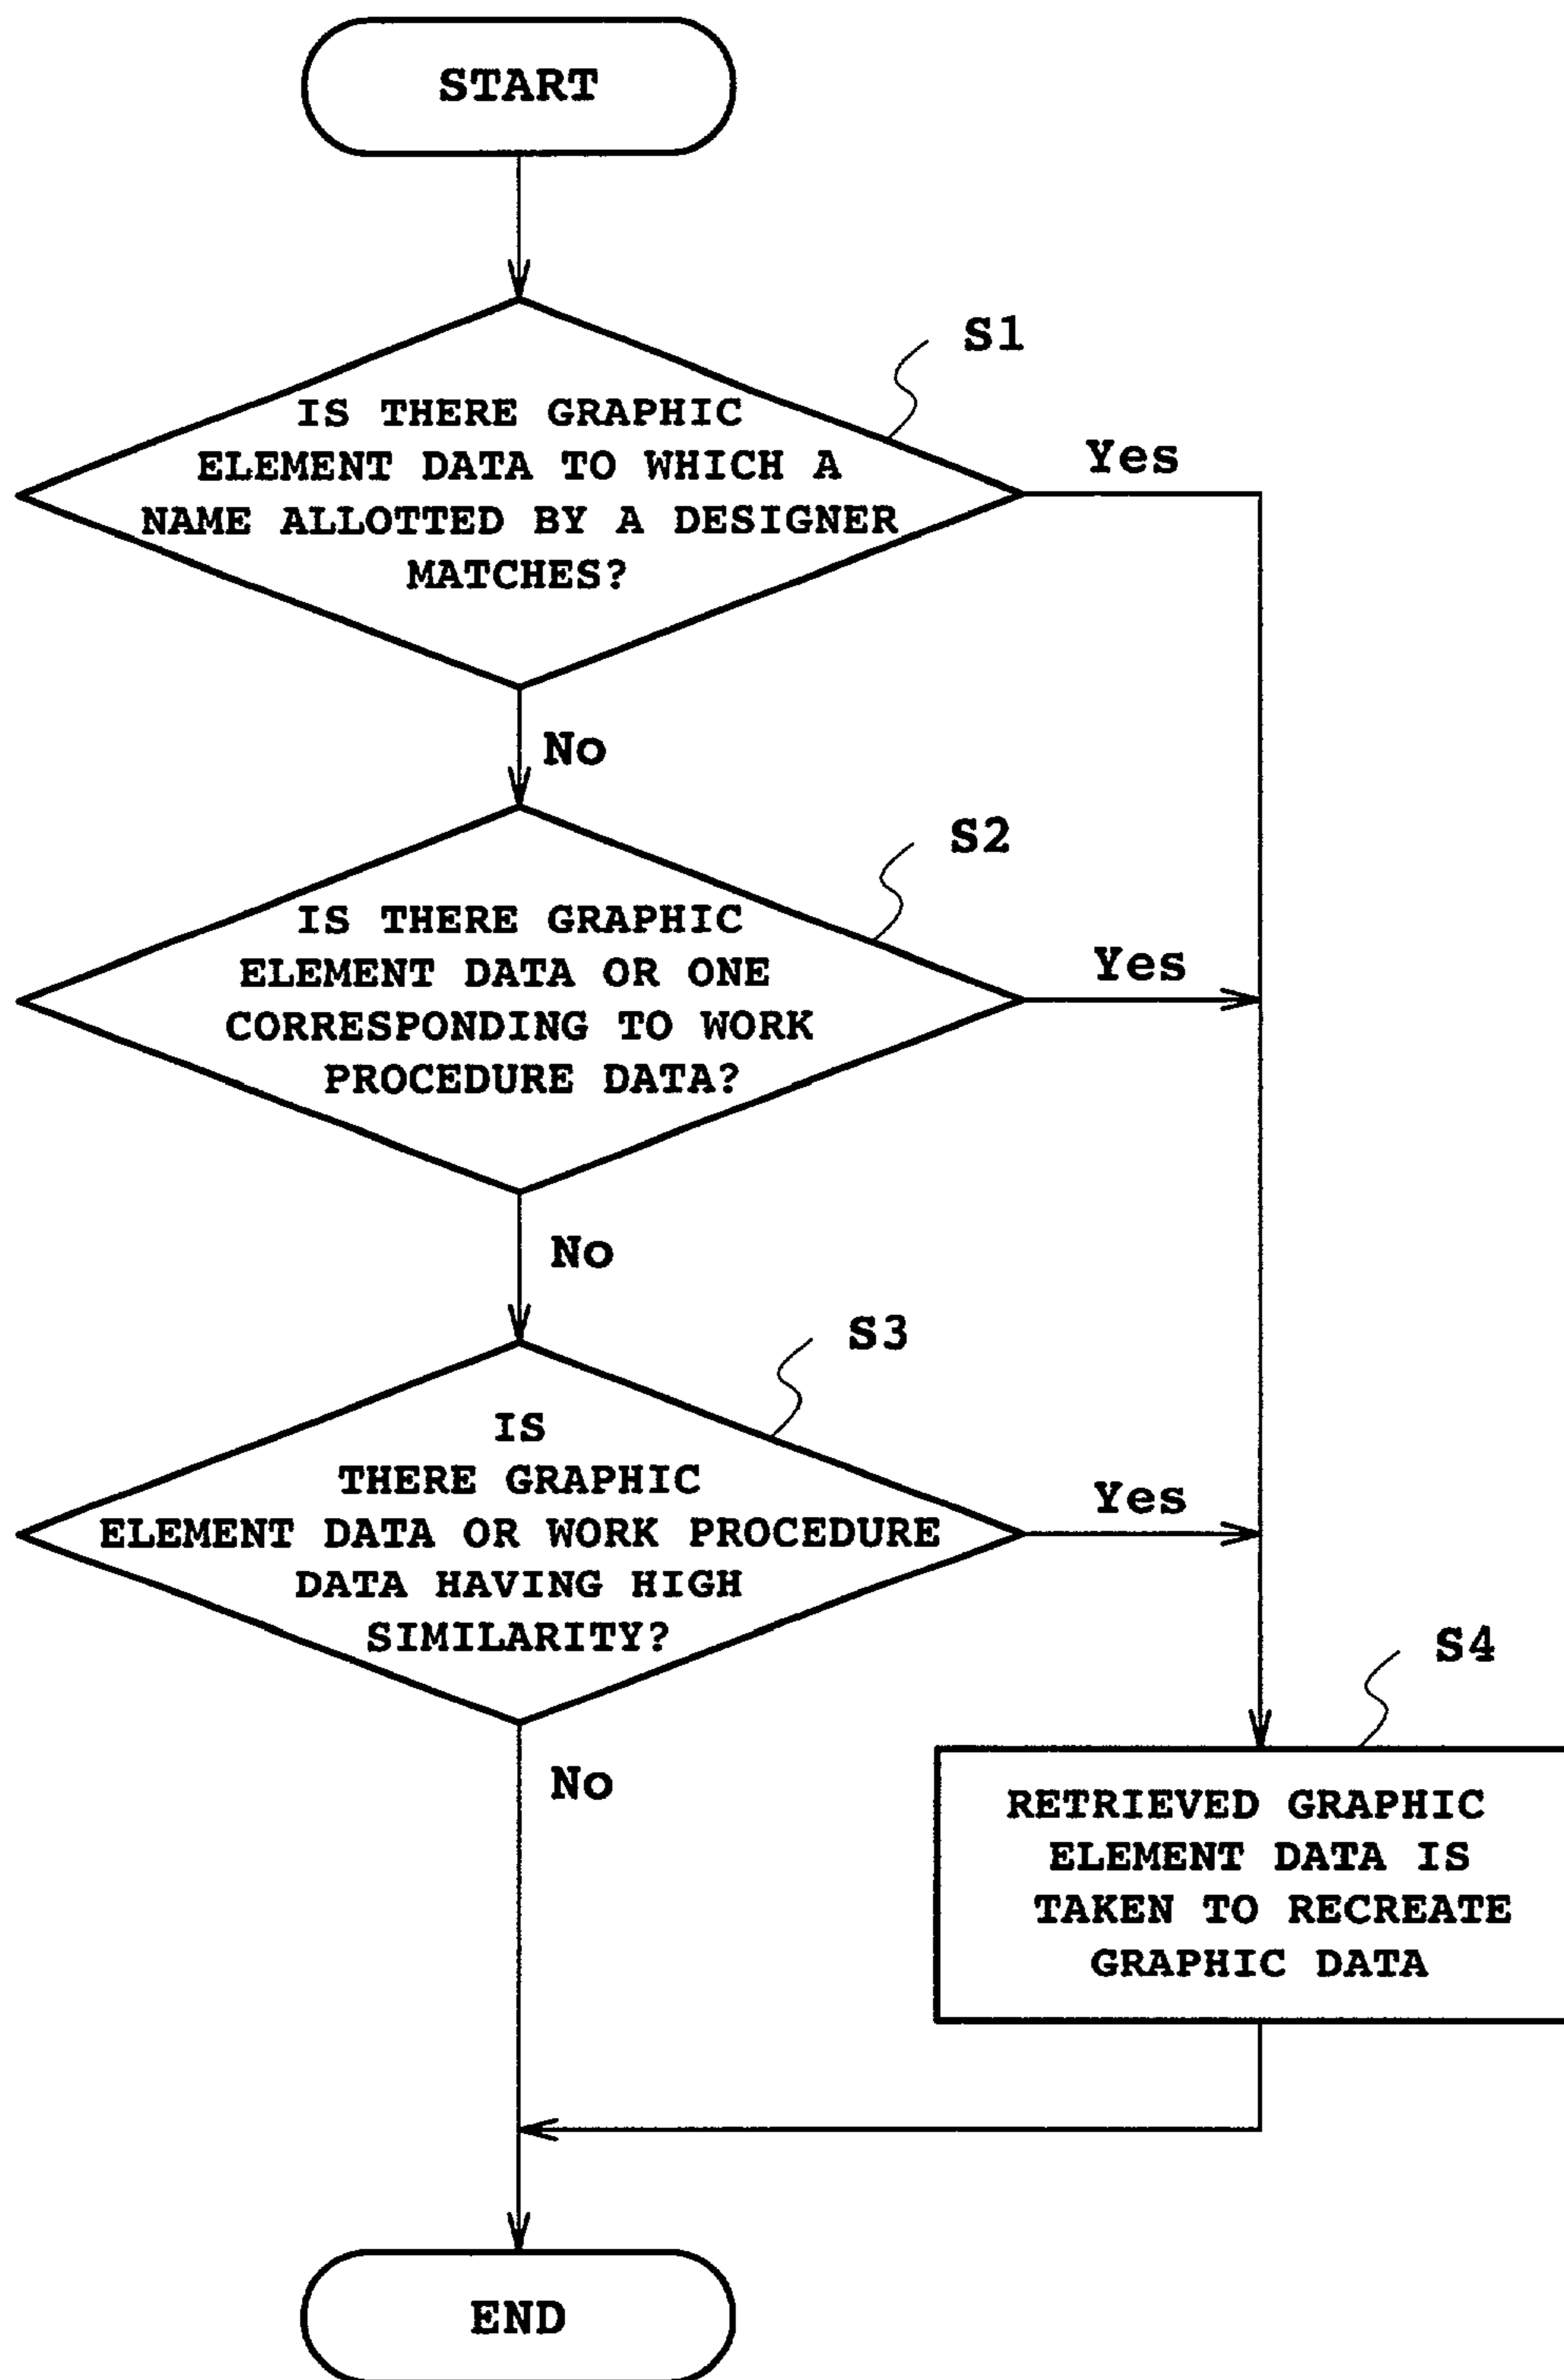 START
S1
IS THERE GRAPHIC
ELEMENT DATA TO WHICH A
NAME ALLOTTED BY A DESIGNER
MATCHES?
Yes
No
S2
IS THERE GRAPHIC
ELEMENT DATA OR ONE
CORRESPONDING TO WORK
PROCEDURE DATA?
Yes
No
S3
IS
THERE GRAPHIC
ELEMENT DATA OR WORK PROCEDURE
DATA HAVING HIGH
SIMILARITY?
Yes
No
S4
RETRIEVED GRAPHIC
ELEMENT DATA IS
TAKEN TO RECREATE
GRAPHIC DATA
END